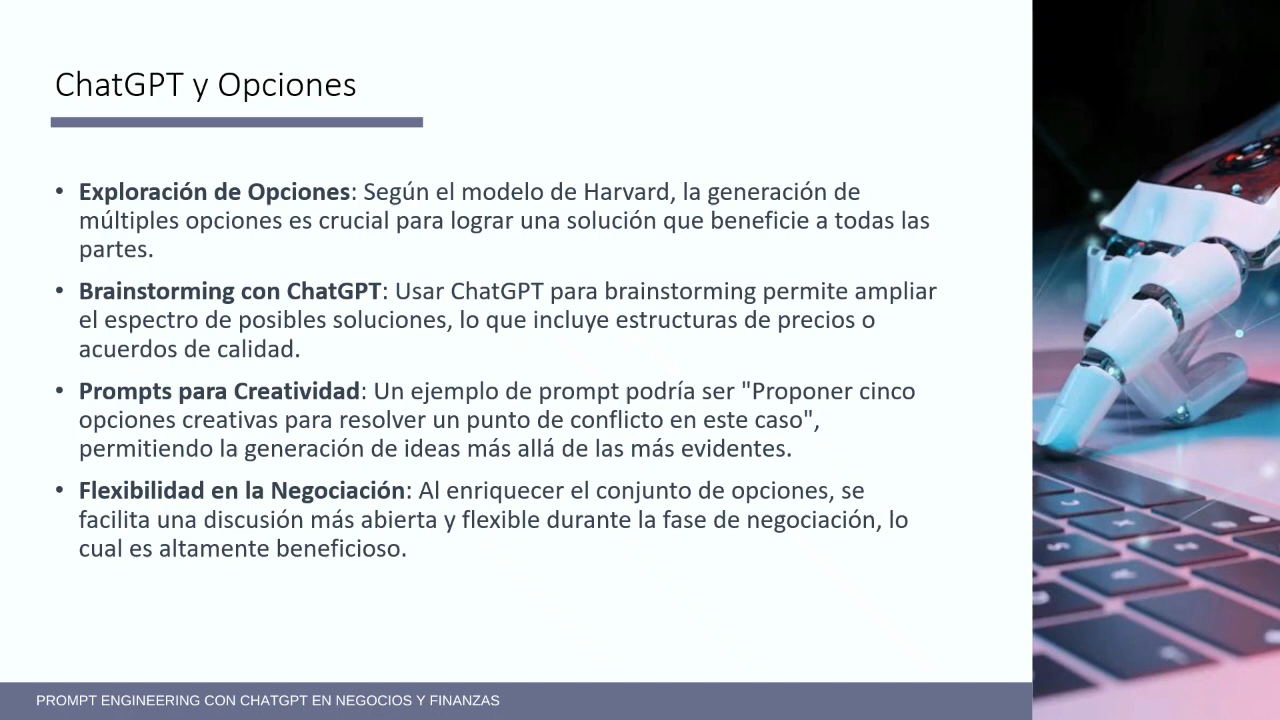 ChatGPT y Opciones
• Exploración de Opciones: Según el modelo de Harvard, la generación de
múltiples opciones es crucial para lograr una solución que beneficie a todas las
partes.
• Brainstorming con ChatGPT: Usar ChatGPT para brainstorming permite ampliar
el espectro de posibles soluciones, lo que incluye estructuras de precios o
acuerdos de calidad.
• Prompts para Creatividad: Un ejemplo de prompt podría ser "Proponer cinco
opciones creativas para resolver un punto de conflicto en este caso",
permitiendo la generación de ideas más allá de las más evidentes.
• Flexibilidad en la Negociación: Al enriquecer el conjunto de opciones, se
facilita una discusión más abierta y flexible durante la fase de negociación, lo
cual es altamente beneficioso.
PROMPT ENGINEERING CON CHATGPT EN NEGOCIOS Y FINANZAS